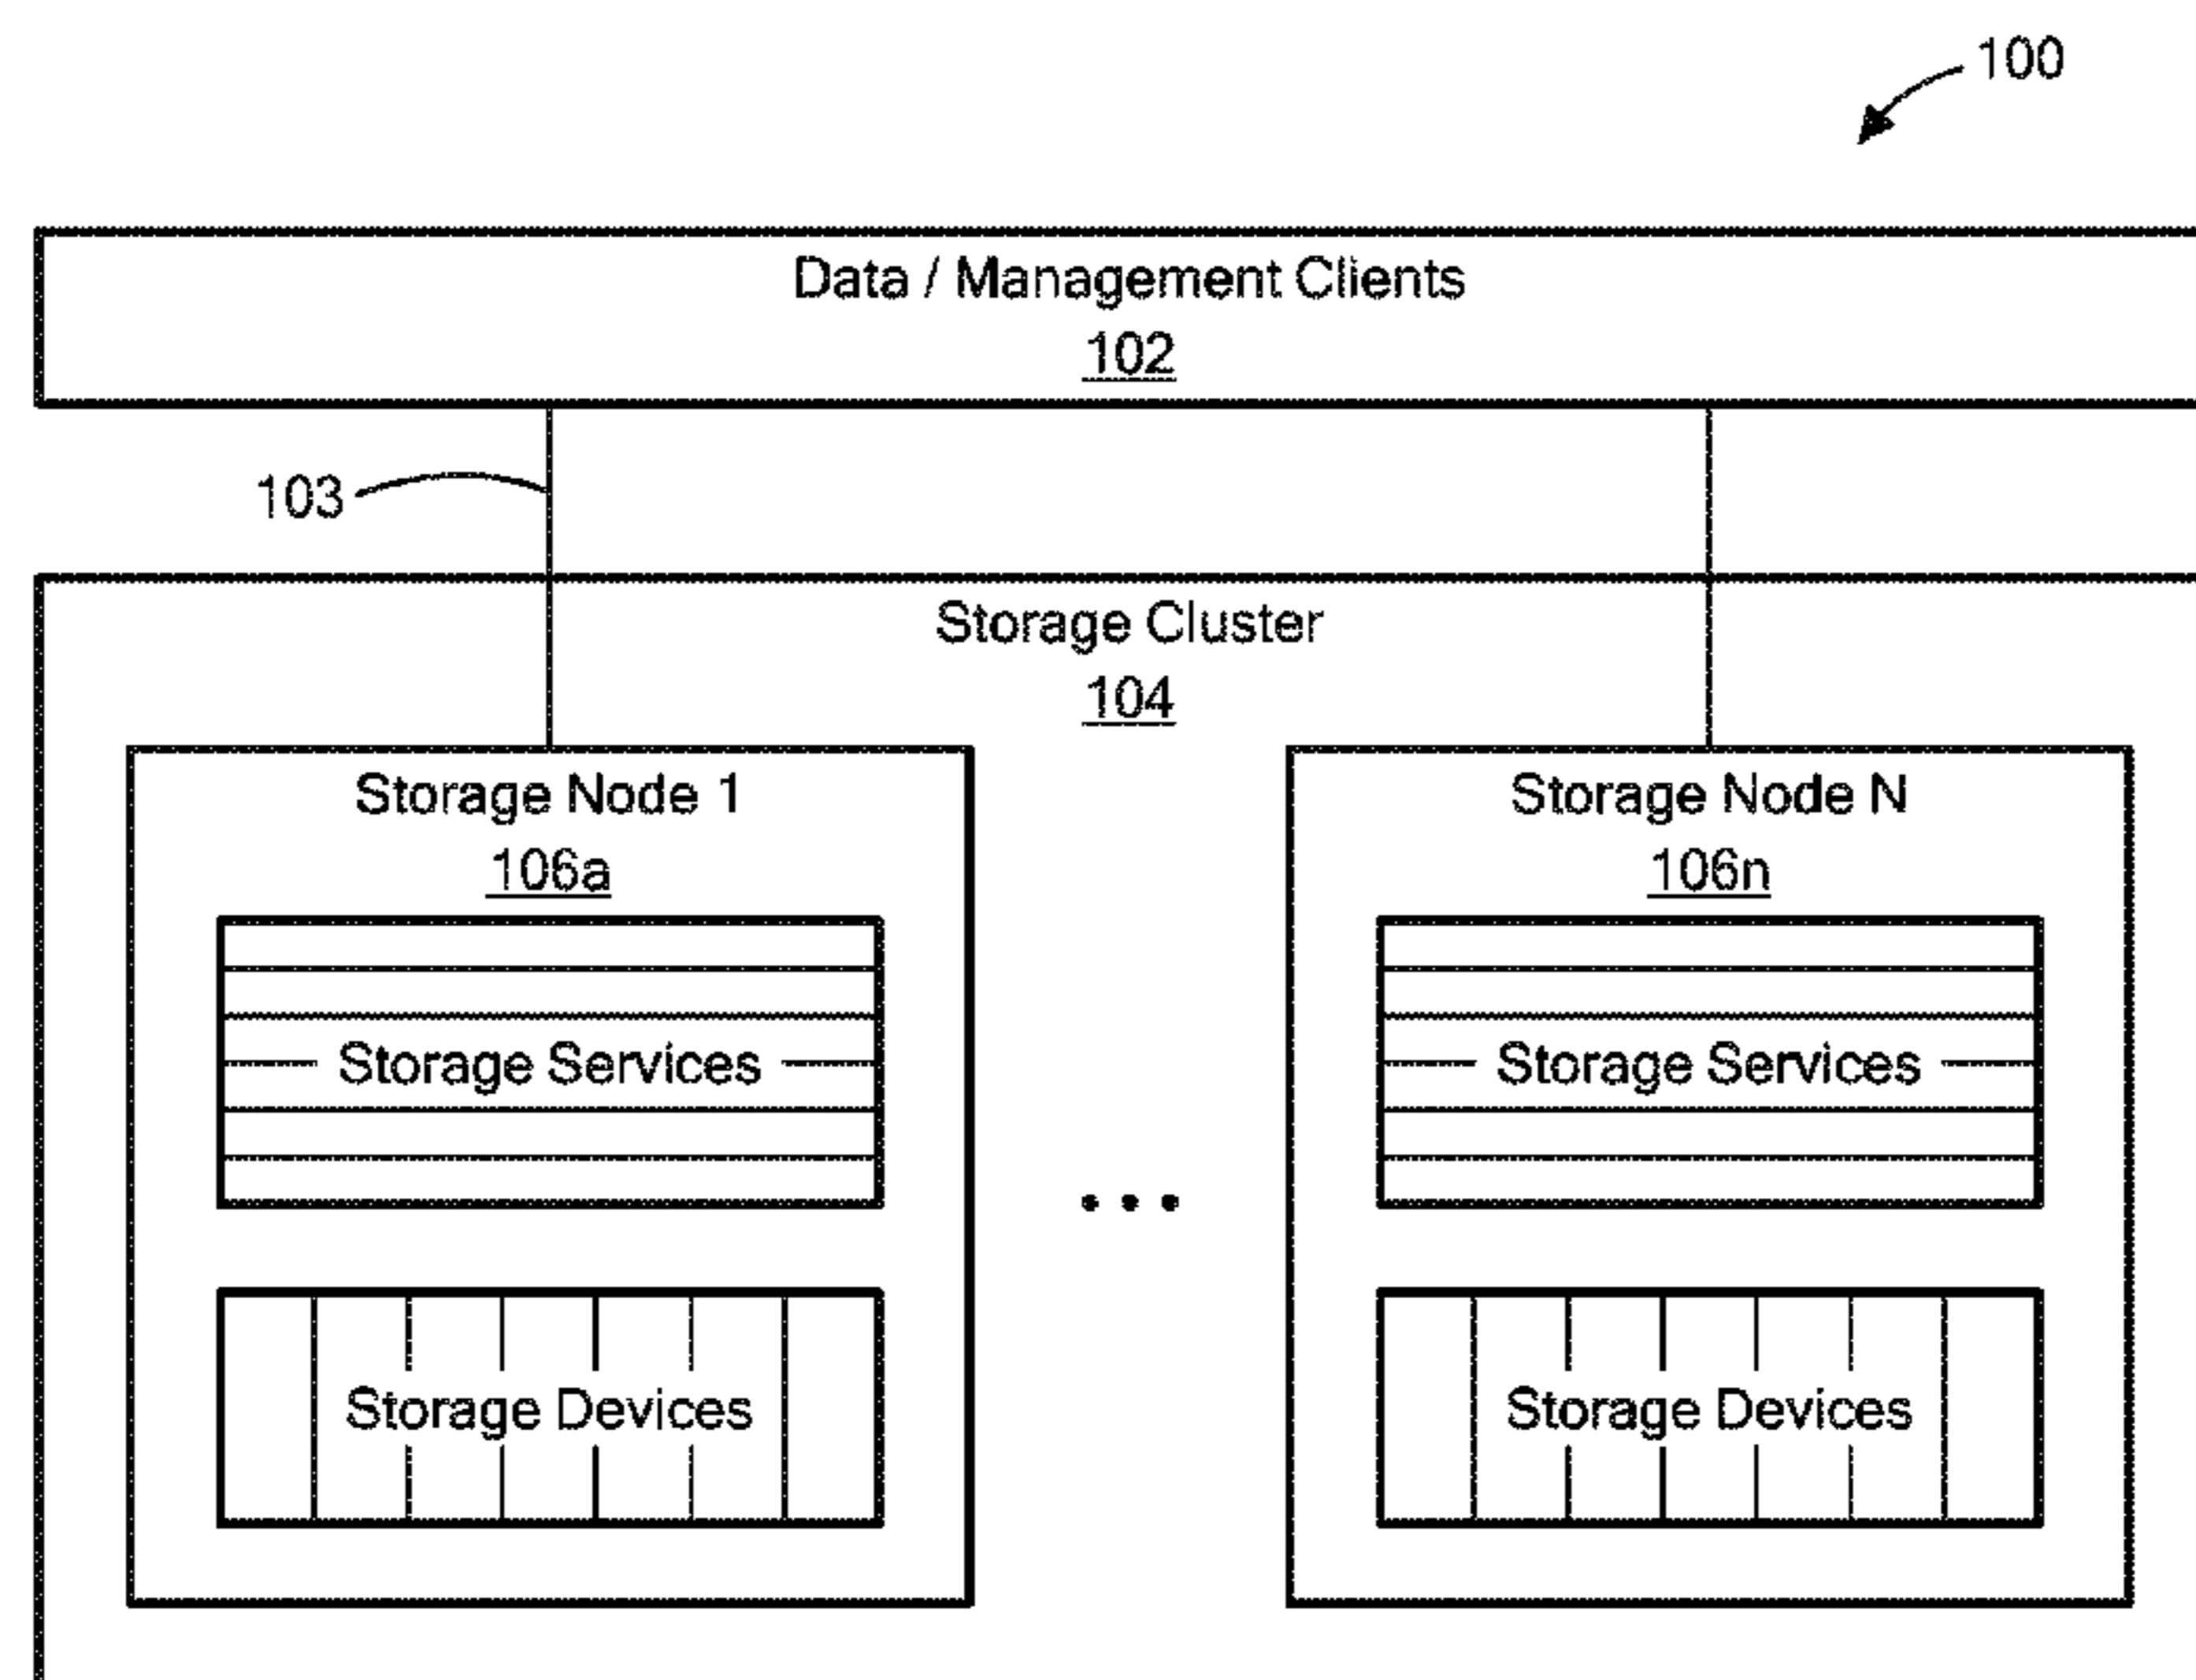 100
Data / Management Clients
102
103
Storage Cluster
104
Storage Node 1
106a
Storage Services
Storage Devices
...
Storage Node N
106n
Storage Services
Storage Devices